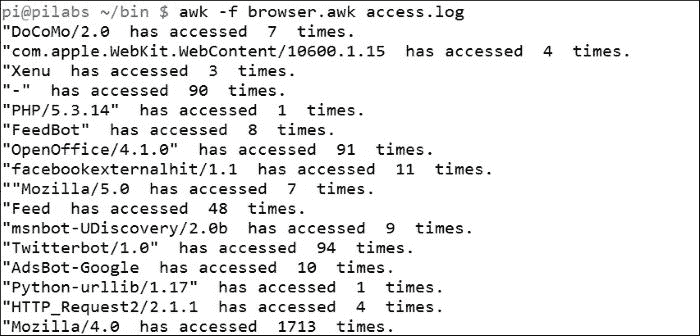 pi@pilabs ~/bin $ awk -f browser.awk access.log
"DoCoMo/2.0  has accessed  7  times.
"com.apple.WebKit.WebContent/10600.1.15  has accessed  4  times.
"Xenu  has accessed  3  times.
"-"  has accessed  90  times.
"PHP/5.3.14"  has accessed  1  times.
"FeedBot"  has accessed  8  times.
"OpenOffice/4.1.0"  has accessed  91  times.
"facebookexternalhit/1.1  has accessed  11  times.
""Mozilla/5.0  has accessed  7  times.
"Feed  has accessed  48  times.
"msnbot-UDiscovery/2.0b  has accessed  9  times.
"Twitterbot/1.0"  has accessed  94  times.
"AdsBot-Google  has accessed  10  times.
"Python-urllib/1.17"  has accessed  1  times.
"HTTP_Request2/2.1.1  has accessed  4  times.
"Mozilla/4.0  has accessed  1713  times.